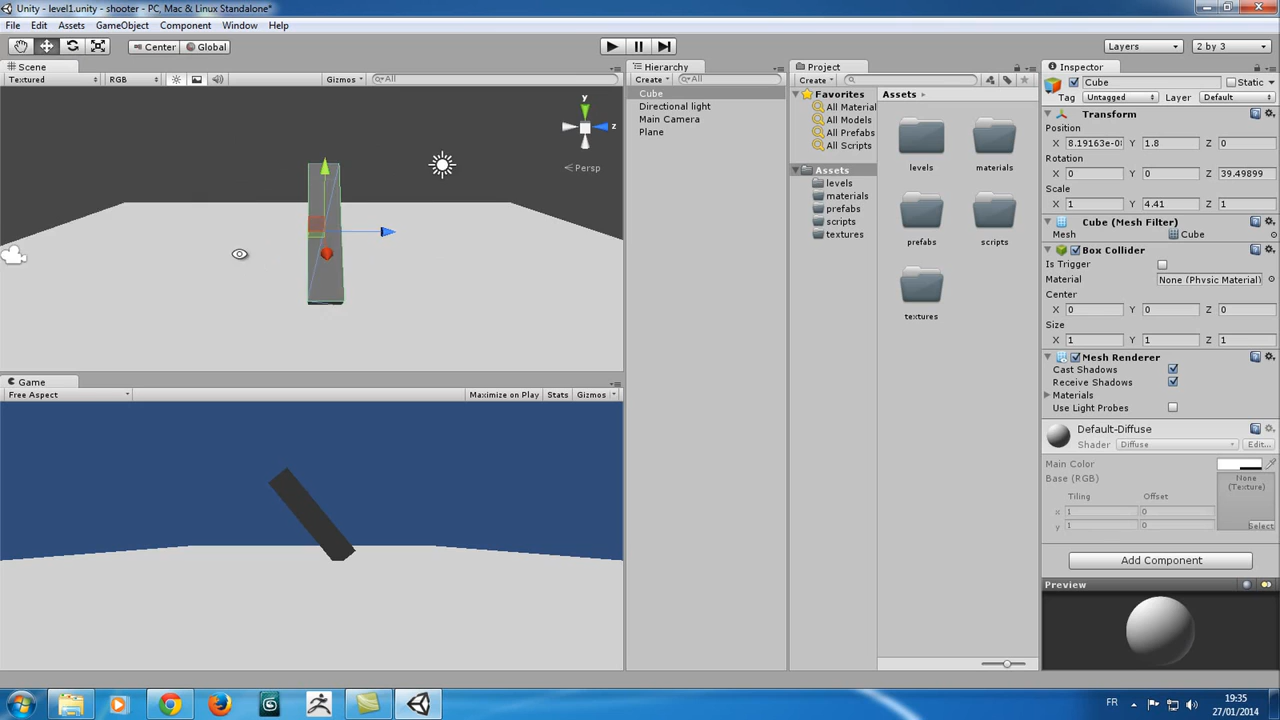 Unity - level1.unity - shooter - PC, Mac & Linux Standalone*
File Edit Assets GameObject Component Window Help
Center Global
Layers 2 by 3
Scene
Textured RGB Gizmos All
y
z
Persp
Game
Free Aspect Maximize on Play Stats Gizmos
Hierarchy
Create All
Cube
Directional light
Main Camera
Plane
Project
Create
Favorites
All Material
All Models
All Prefabs
All Scripts
Assets
levels
materials
prefabs
scripts
textures
Assets
levels materials
prefabs scripts
textures
Inspector
Cube Static
Tag Untagged Layer Default
Transform
Position
X 8.19163e-0 Y 1.8 Z 0
Rotation
X 0 Y 0 Z 39.49899
Scale
X 1 Y 4.41 Z 1
Cube (Mesh Filter)
Mesh Cube
Box Collider
Is Trigger
Material None (Physic Material)
Center
X 0 Y 0 Z 0
Size
X 1 Y 1 Z 1
Mesh Renderer
Cast Shadows
Receive Shadows
Materials
Use Light Probes
Default-Diffuse
Shader Diffuse Edit...
Main Color
Base (RGB)
None
(Texture)
Tiling Offset
x 1 0
y 1 0
Select
Add Component
Preview
FR
19:35
27/01/2014